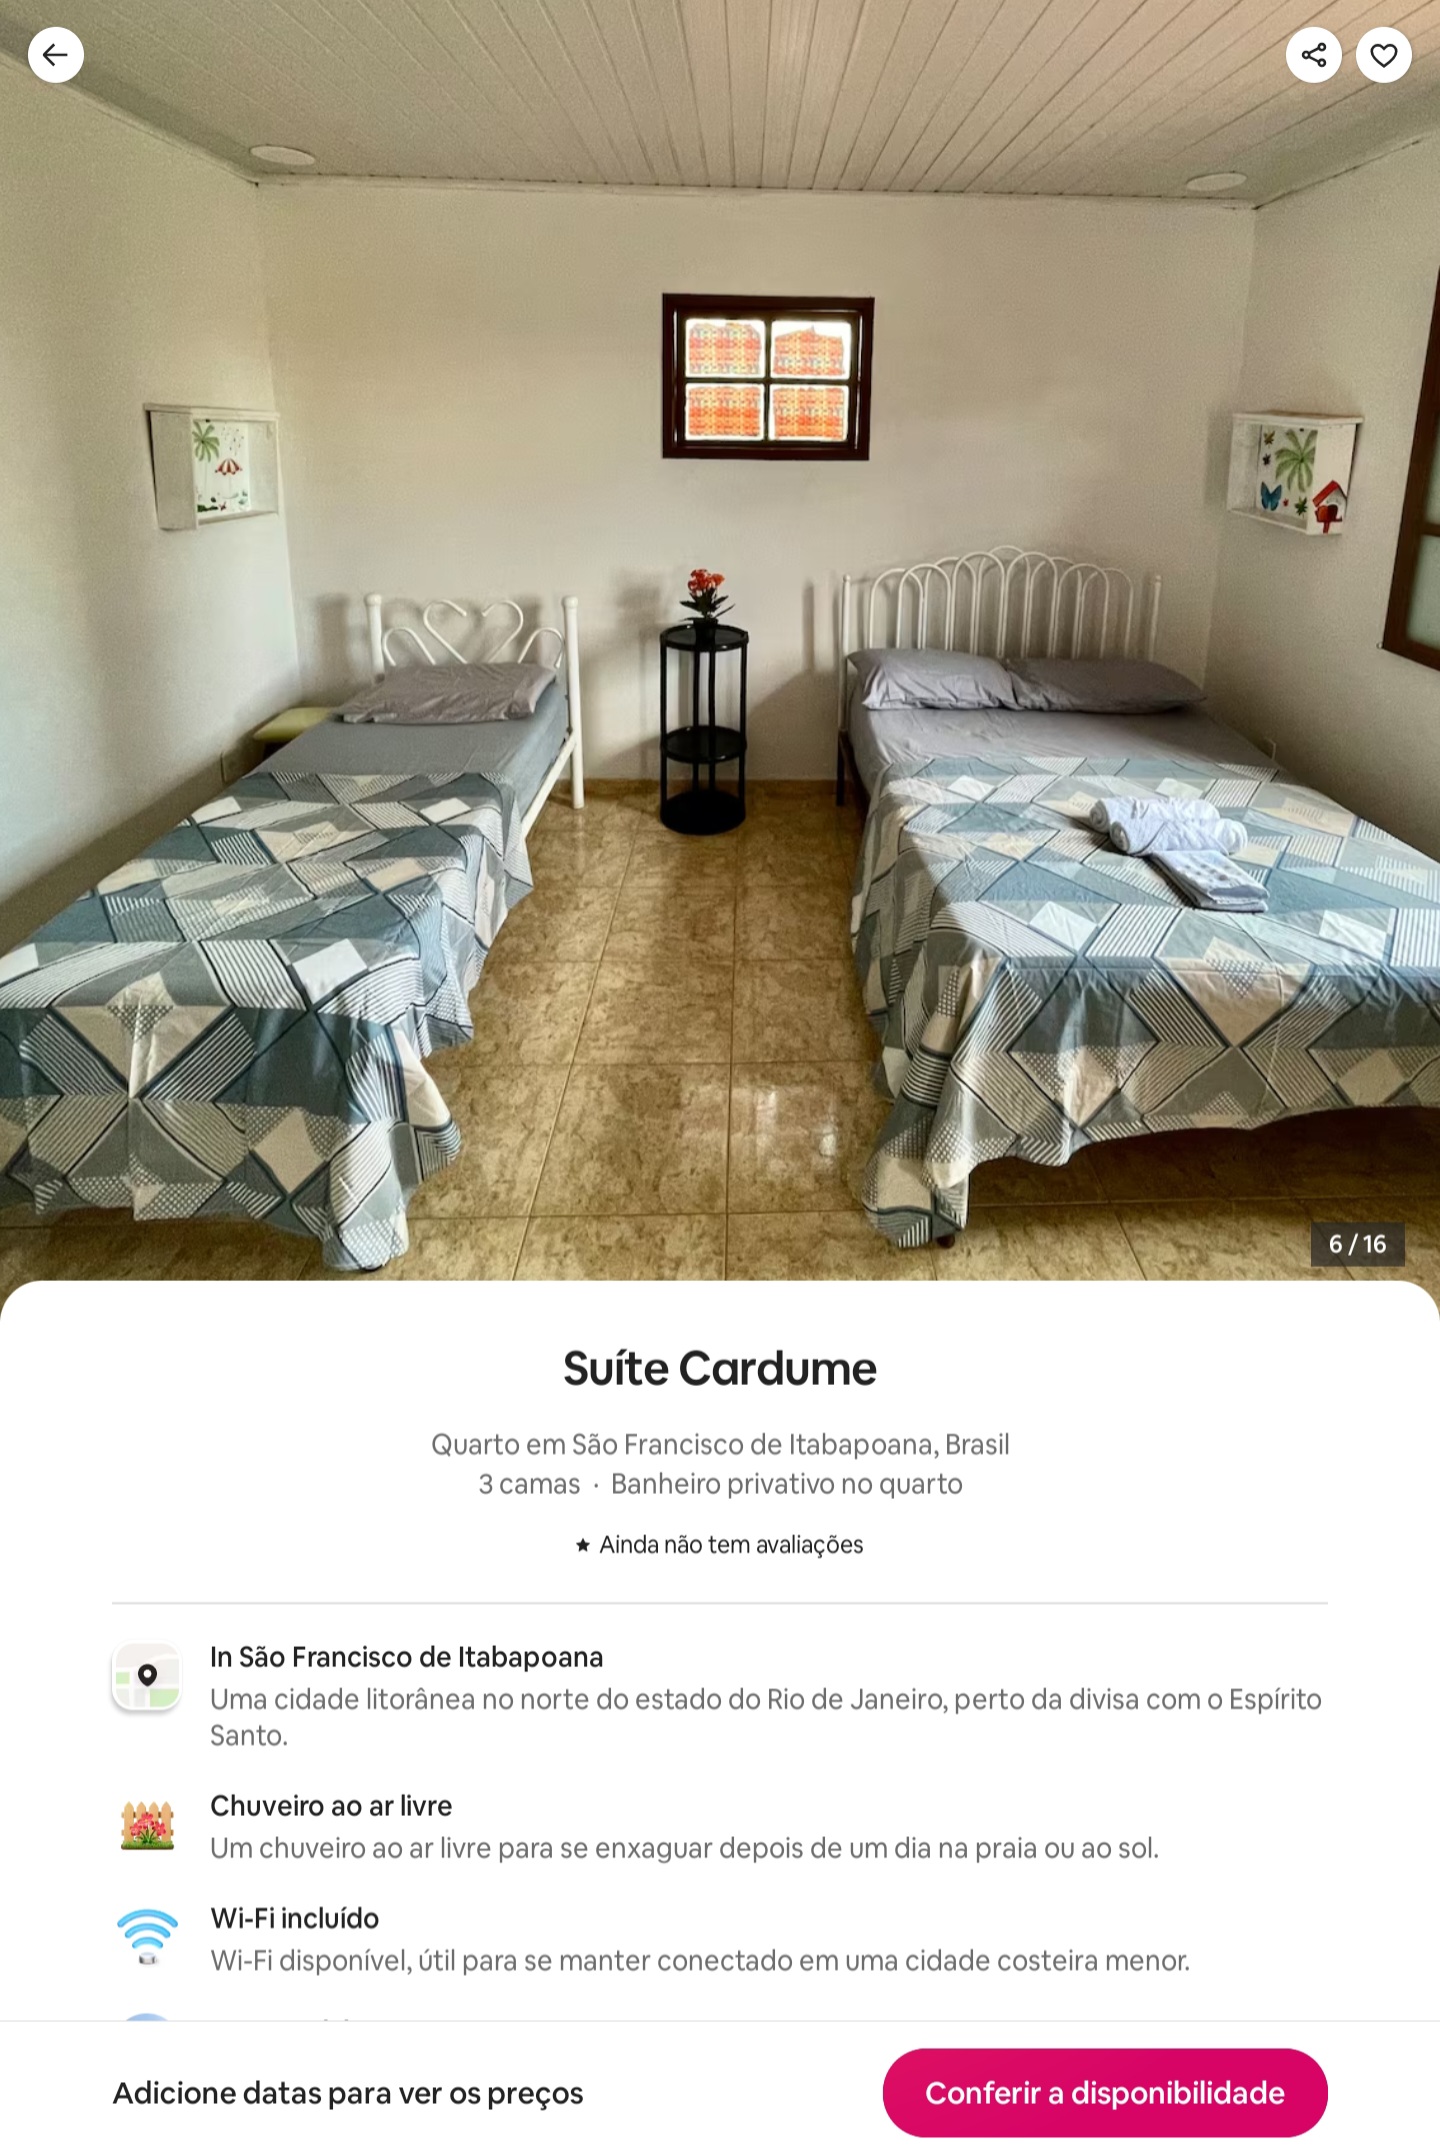 6 / 16
Suíte Cardume
Quarto em São Francisco de Itabapoana, Brasil
3 camas · Banheiro privativo no quarto
★ Ainda não tem avaliações
In São Francisco de Itabapoana
Uma cidade litorânea no norte do estado do Rio de Janeiro, perto da divisa com o Espírito
Santo.
Chuveiro ao ar livre
Um chuveiro ao ar livre para se enxaguar depois de um dia na praia ou ao sol.
Wi-Fi incluído
Wi-Fi disponível, útil para se manter conectado em uma cidade costeira menor.
Adicione datas para ver os preços
Conferir a disponibilidade